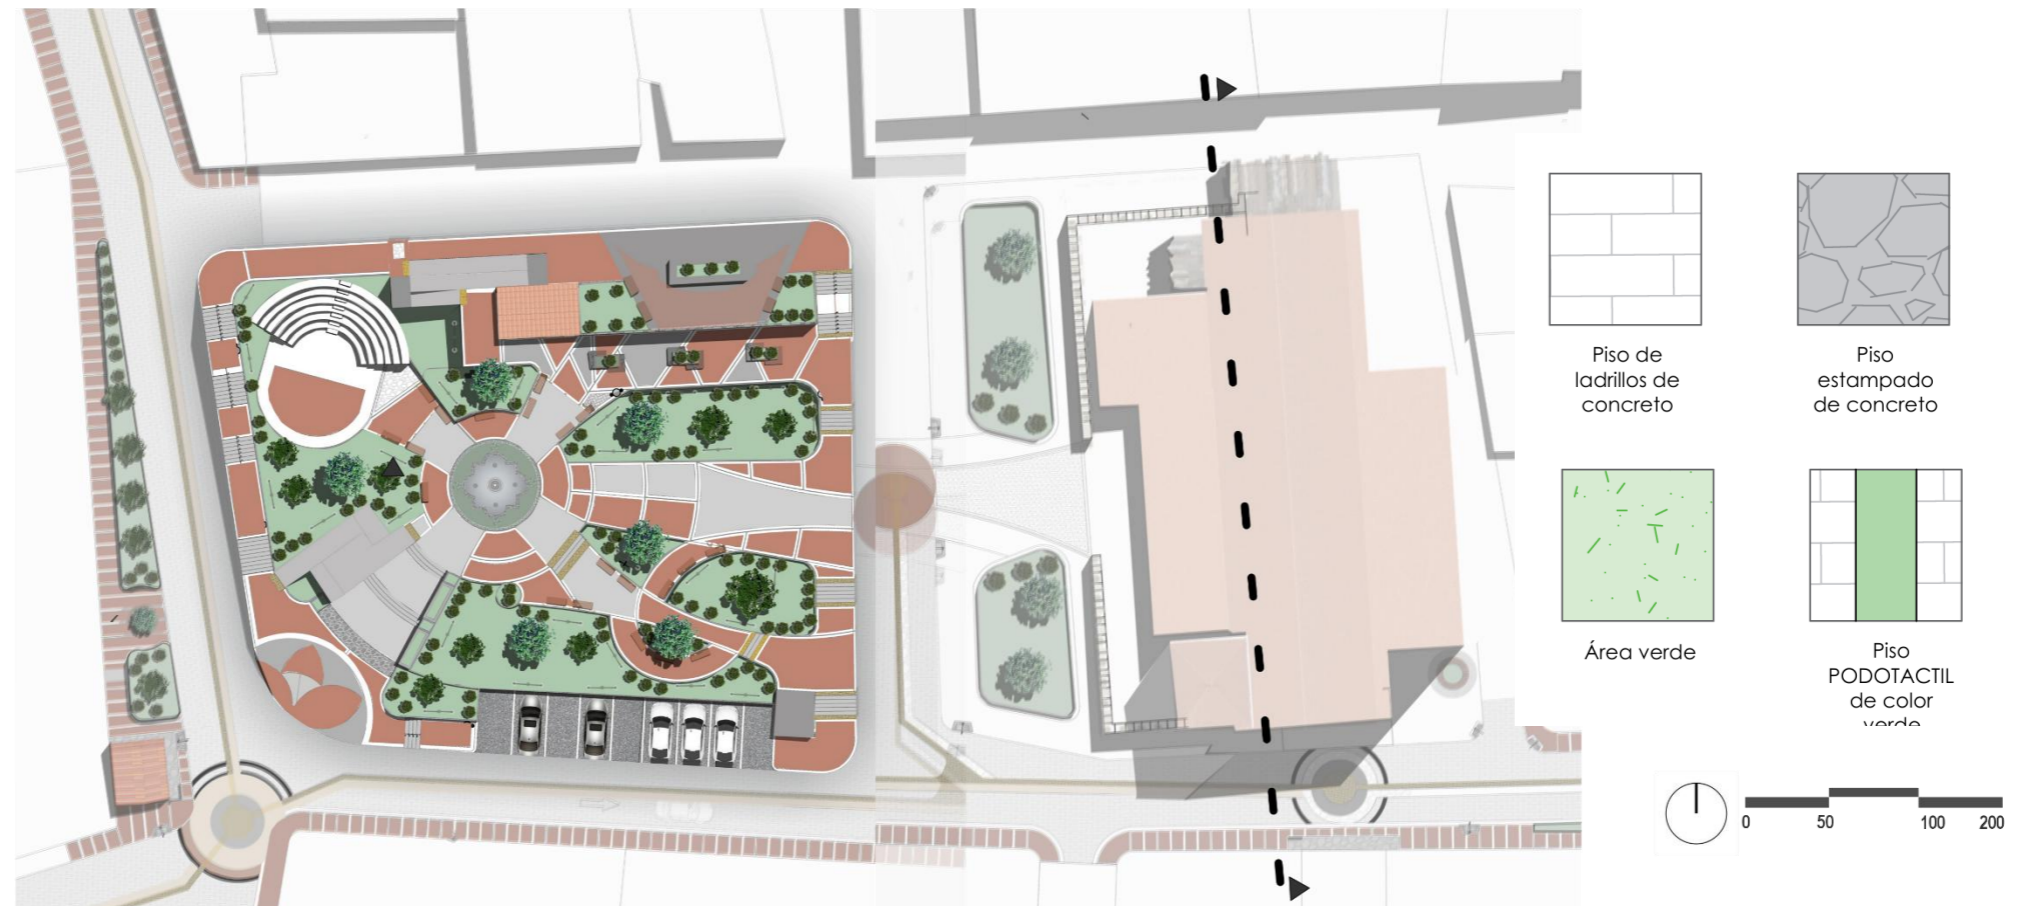 Piso de
ladrillos de
concreto
Piso
estampado
de concreto
Área verde
Piso
PODOTACTIL
de color
verde
0 50 100 200